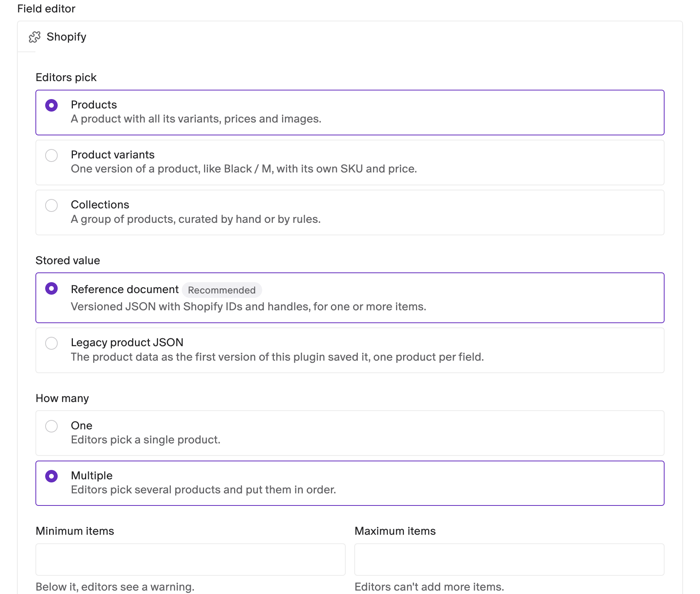 Field editor
Shopify
Editors pick
Products
A product with all its variants, prices and images.
Product variants
One version of a product, like Black / M, with its own SKU and price.
Collections
A group of products, curated by hand or by rules.
Stored value
Reference document Recommended
Versioned JSON with Shopify IDs and handles, for one or more items.
Legacy product JSON
The product data as the first version of this plugin saved it, one product per field.
How many
One
Editors pick a single product.
Multiple
Editors pick several products and put them in order.
Minimum items Maximum items
Below it, editors see a warning. Editors can't add more items.